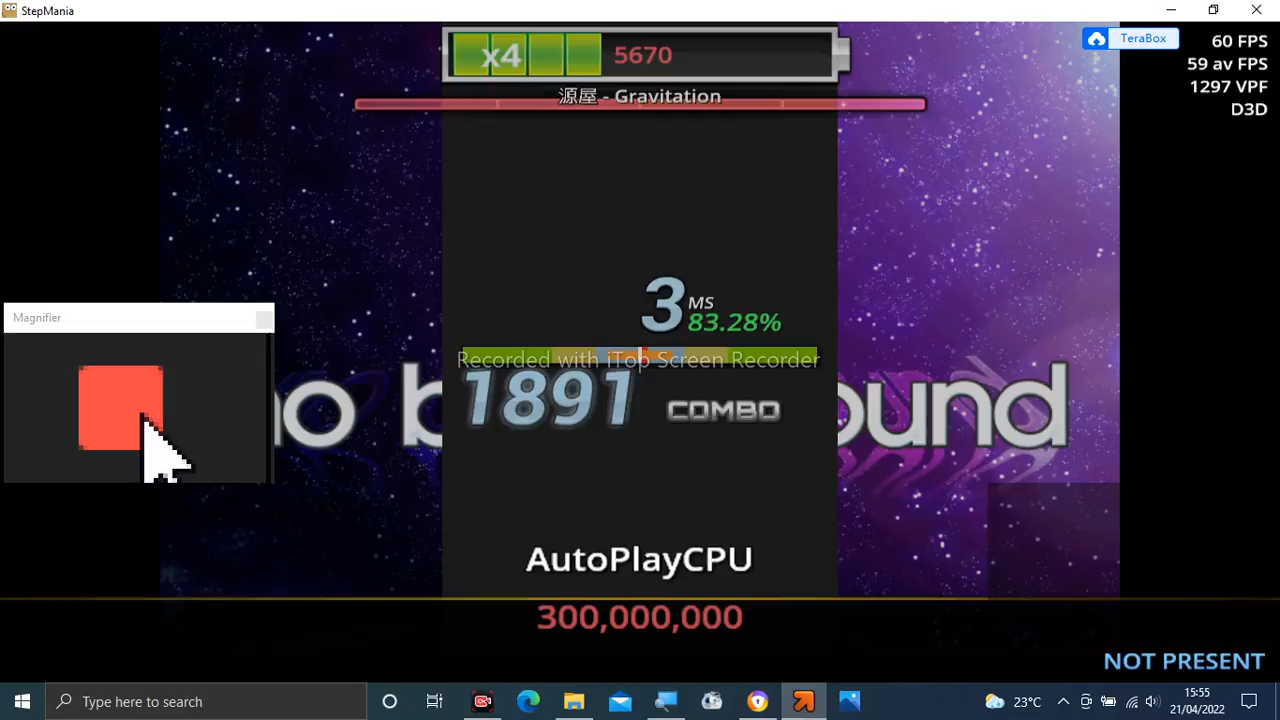 StepMania
x4 5670
源屋 - Gravitation
TeraBox
60 FPS
59 av FPS
1297 VPF
D3D
Magnifier
3 MS
83.28%
Recorded with iTop Screen Recorder
1891 COMBO
no b
ound
AutoPlayCPU
300,000,000
NOT PRESENT
Type here to search
23°C
15:55
21/04/2022